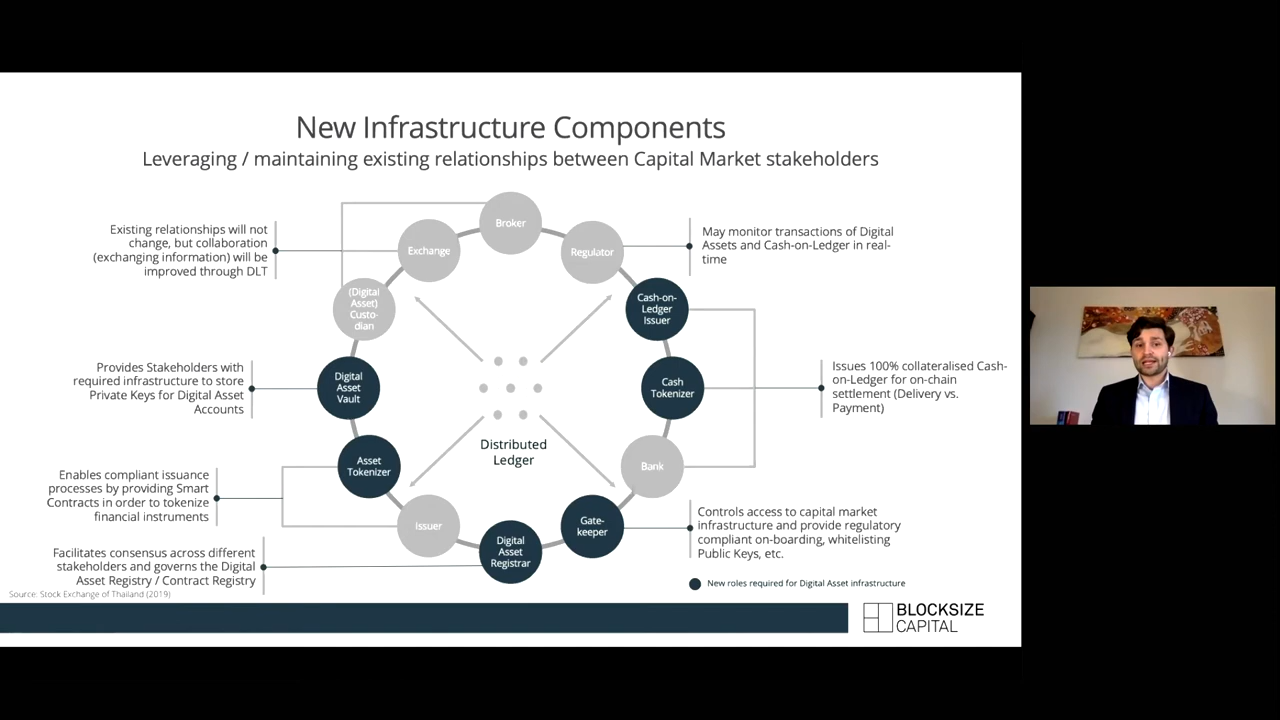 New Infrastructure Components
Leveraging / maintaining existing relationships between Capital Market stakeholders
Broker
Exchange
Regulator
Existing relationships will not
change, but collaboration
(exchanging information) will be
improved through DLT
May monitor transactions of Digital
Assets and Cash-on-Ledger in real-
time
(Digital
Asset)
Custo-
dian
Cash-on-
Ledger
Issuer
Provides Stakeholders with
required infrastructure to store
Private Keys for Digital Asset
Accounts
Digital
Asset
Vault
Cash
Tokenizer
Issues 100% collateralised Cash-
on-Ledger for on-chain
settlement (Delivery vs.
Payment)
Distributed
Ledger
Asset
Tokenizer
Bank
Enables compliant issuance
processes by providing Smart
Contracts in order to tokenize
financial instruments
Issuer
Gate-
keeper
Controls access to capital market
infrastructure and provide regulatory
compliant on-boarding, whitelisting
Public Keys, etc.
Digital
Asset
Registrar
Facilitates consensus across different
stakeholders and governs the Digital
Asset Registry / Contract Registry
New roles required for Digital Asset infrastructure
Source: Stock Exchange of Thailand (2019)
BLOCKSIZE
CAPITAL